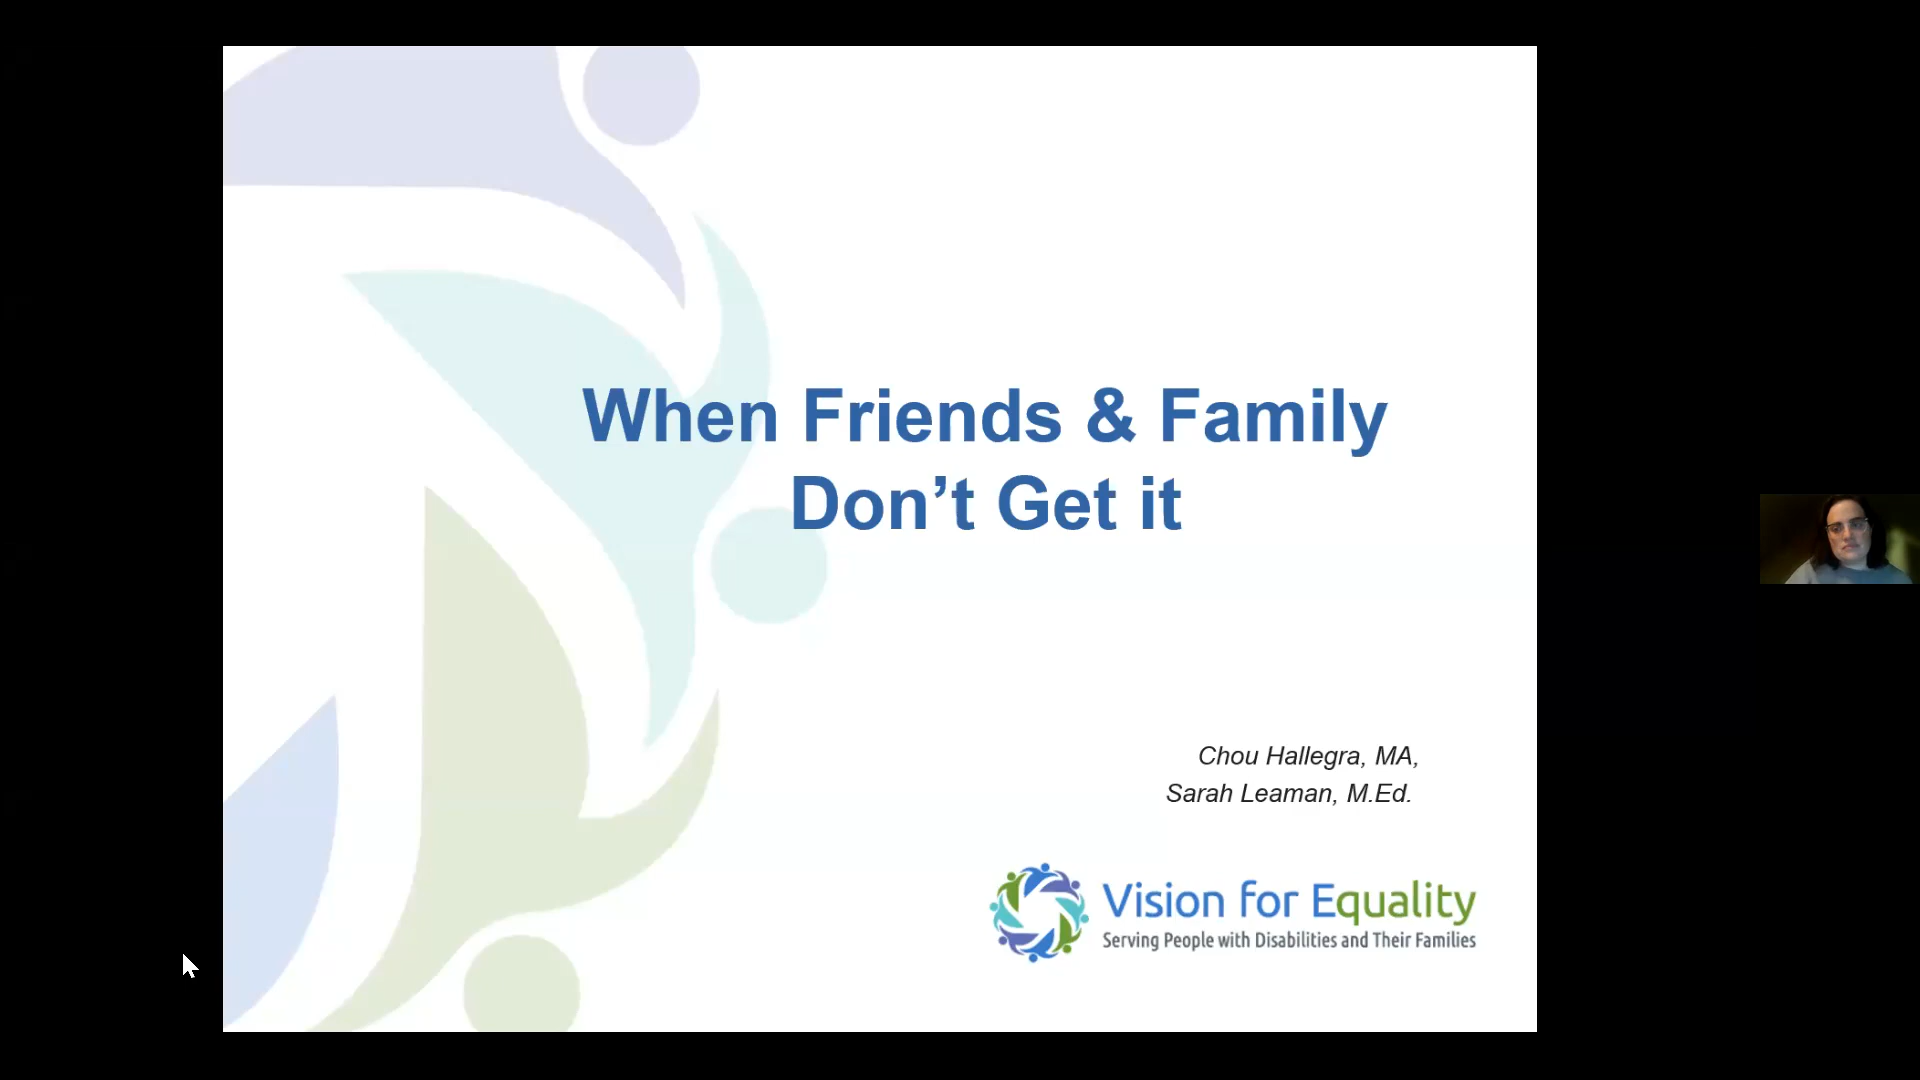 When Friends & Family
Don’t Get it
Chou Hallegra, MA,
Sarah Leaman, M.Ed.
Vision for Equality
Serving People with Disabilities and Their Families